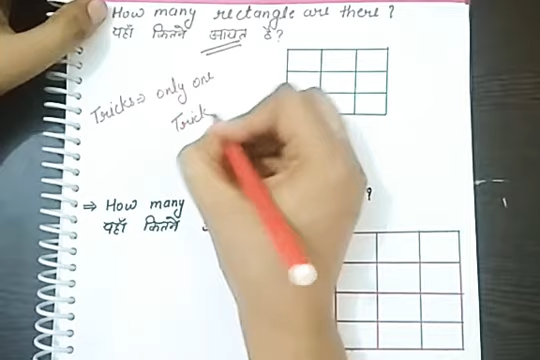 How many rectangle are there?
यहाँ कितने आयत है?
Tricks ⇒ only one
Trick
⇒ How many ?
यहाँ कितने